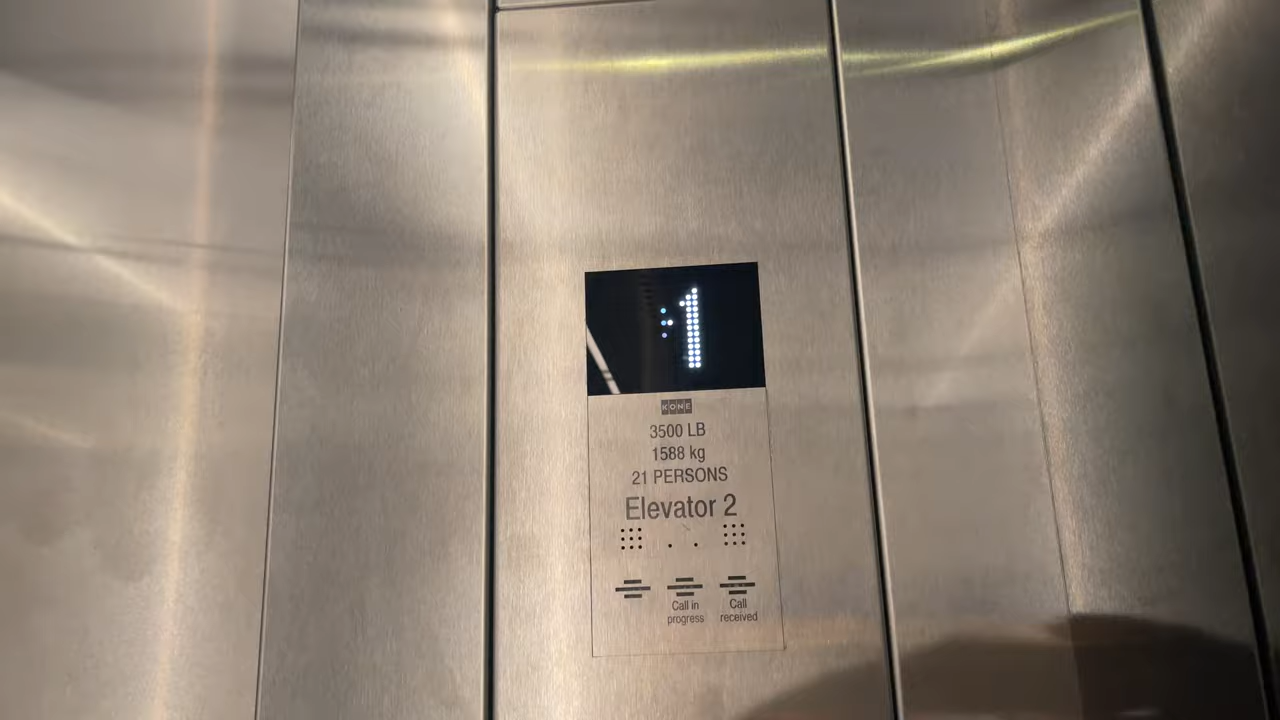 1
KONE
3500 LB
1588 kg
21 PERSONS
Elevator 2
Call in
progress
Call
received